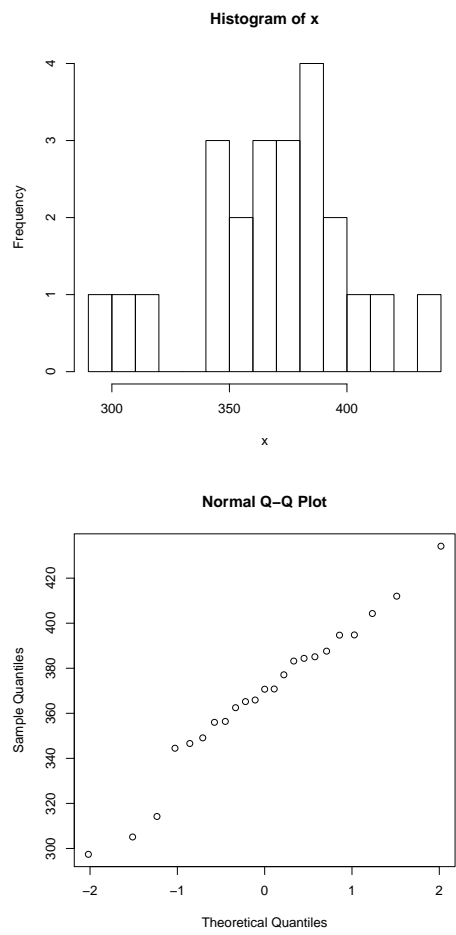 Histogram of x
Frequency
4
3
2
1
0
300 350 400
x
Normal Q−Q Plot
Sample Quantiles
420
400
380
360
340
320
300
−2 −1 0 1 2
Theoretical Quantiles